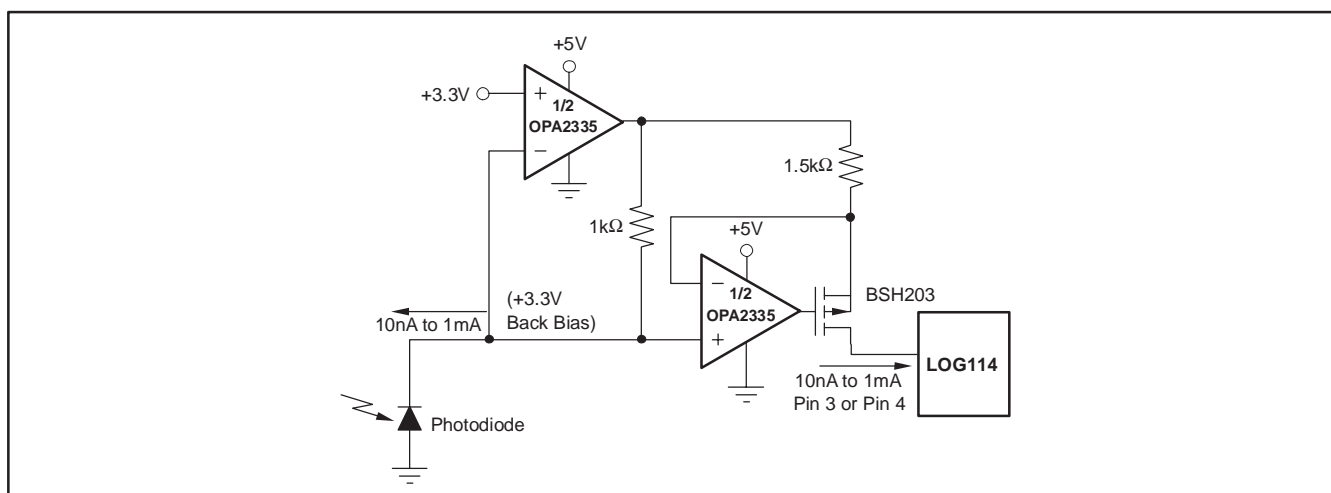 +5V
+3.3V
+
1/2
OPA2335
−
1.5kΩ
1kΩ
+5V
−
1/2
OPA2335
+
BSH203
(+3.3V
Back Bias)
10nA to 1mA
10nA to 1mA
Pin 3 or Pin 4
LOG114
Photodiode